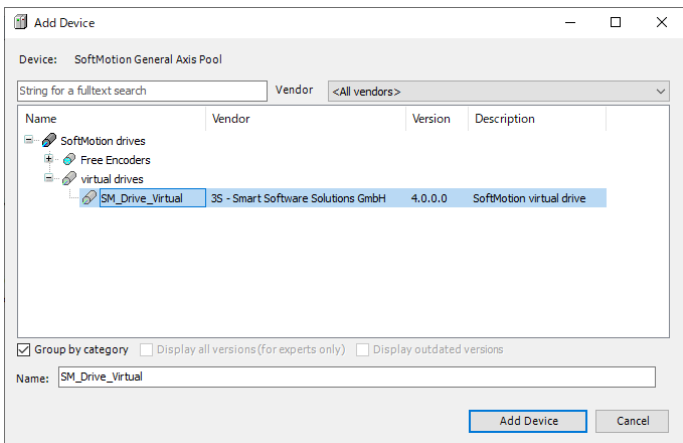 Add Device
Device: SoftMotion General Axis Pool
String for a fulltext search Vendor <All vendors>
Name Vendor Version Description
SoftMotion drives
Free Encoders
virtual drives
SM_Drive_Virtual 3S - Smart Software Solutions GmbH 4.0.0.0 SoftMotion virtual drive
Group by category Display all versions (for experts only) Display outdated versions
Name: SM_Drive_Virtual
Add Device Cancel